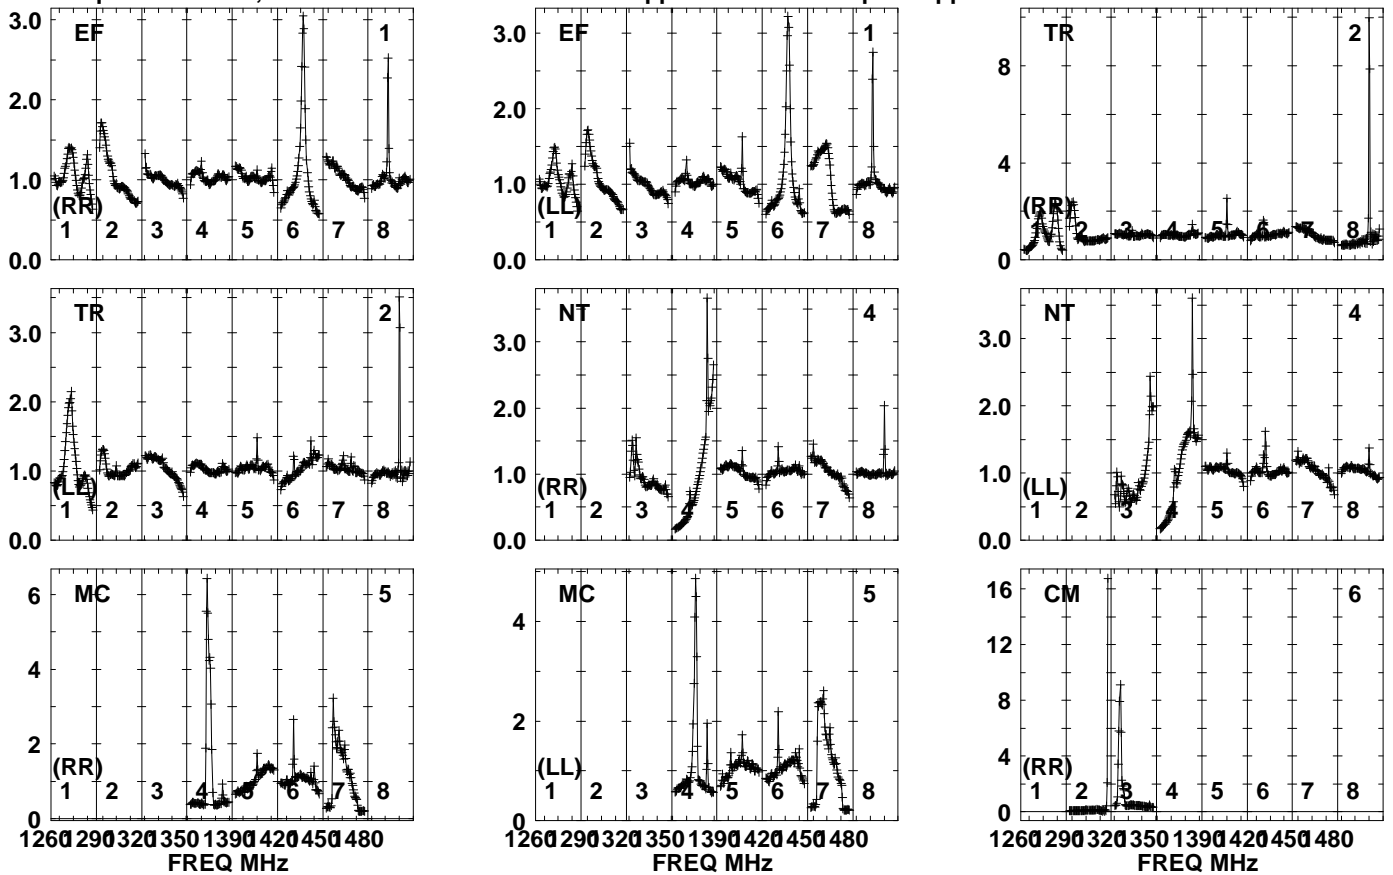 3.0 EF 1 2.0 1.0 0.0 (RR) 1 2 3 4 5 6 7 8
3.0 EF 1 2.0 1.0 0.0 (LL) 1 2 3 4 5 6 7 8
8 TR 2 4 0 (RR) 1 2 3 4 5 6 7 8
3.0 TR 2 2.0 1.0 0.0 (LL) 1 2 3 4 5 6 7 8
3.0 NT 4 2.0 1.0 0.0 (RR) 1 2 3 4 5 6 7 8
3.0 NT 4 2.0 1.0 0.0 (LL) 1 2 3 4 5 6 7 8
6 MC 5 4 2 0 (RR) 1 2 3 4 5 6 7 8
4 MC 5 2 0 (LL) 1 2 3 4 5 6 7 8
16 CM 6 12 8 4 0 (RR) 1 2 3 4 5 6 7 8
1260 1290 1320 1350 1390 1420 1450 1480
FREQ MHz
1260 1290 1320 1350 1390 1420 1450 1480
FREQ MHz
1260 1290 1320 1350 1390 1420 1450 1480
FREQ MHz